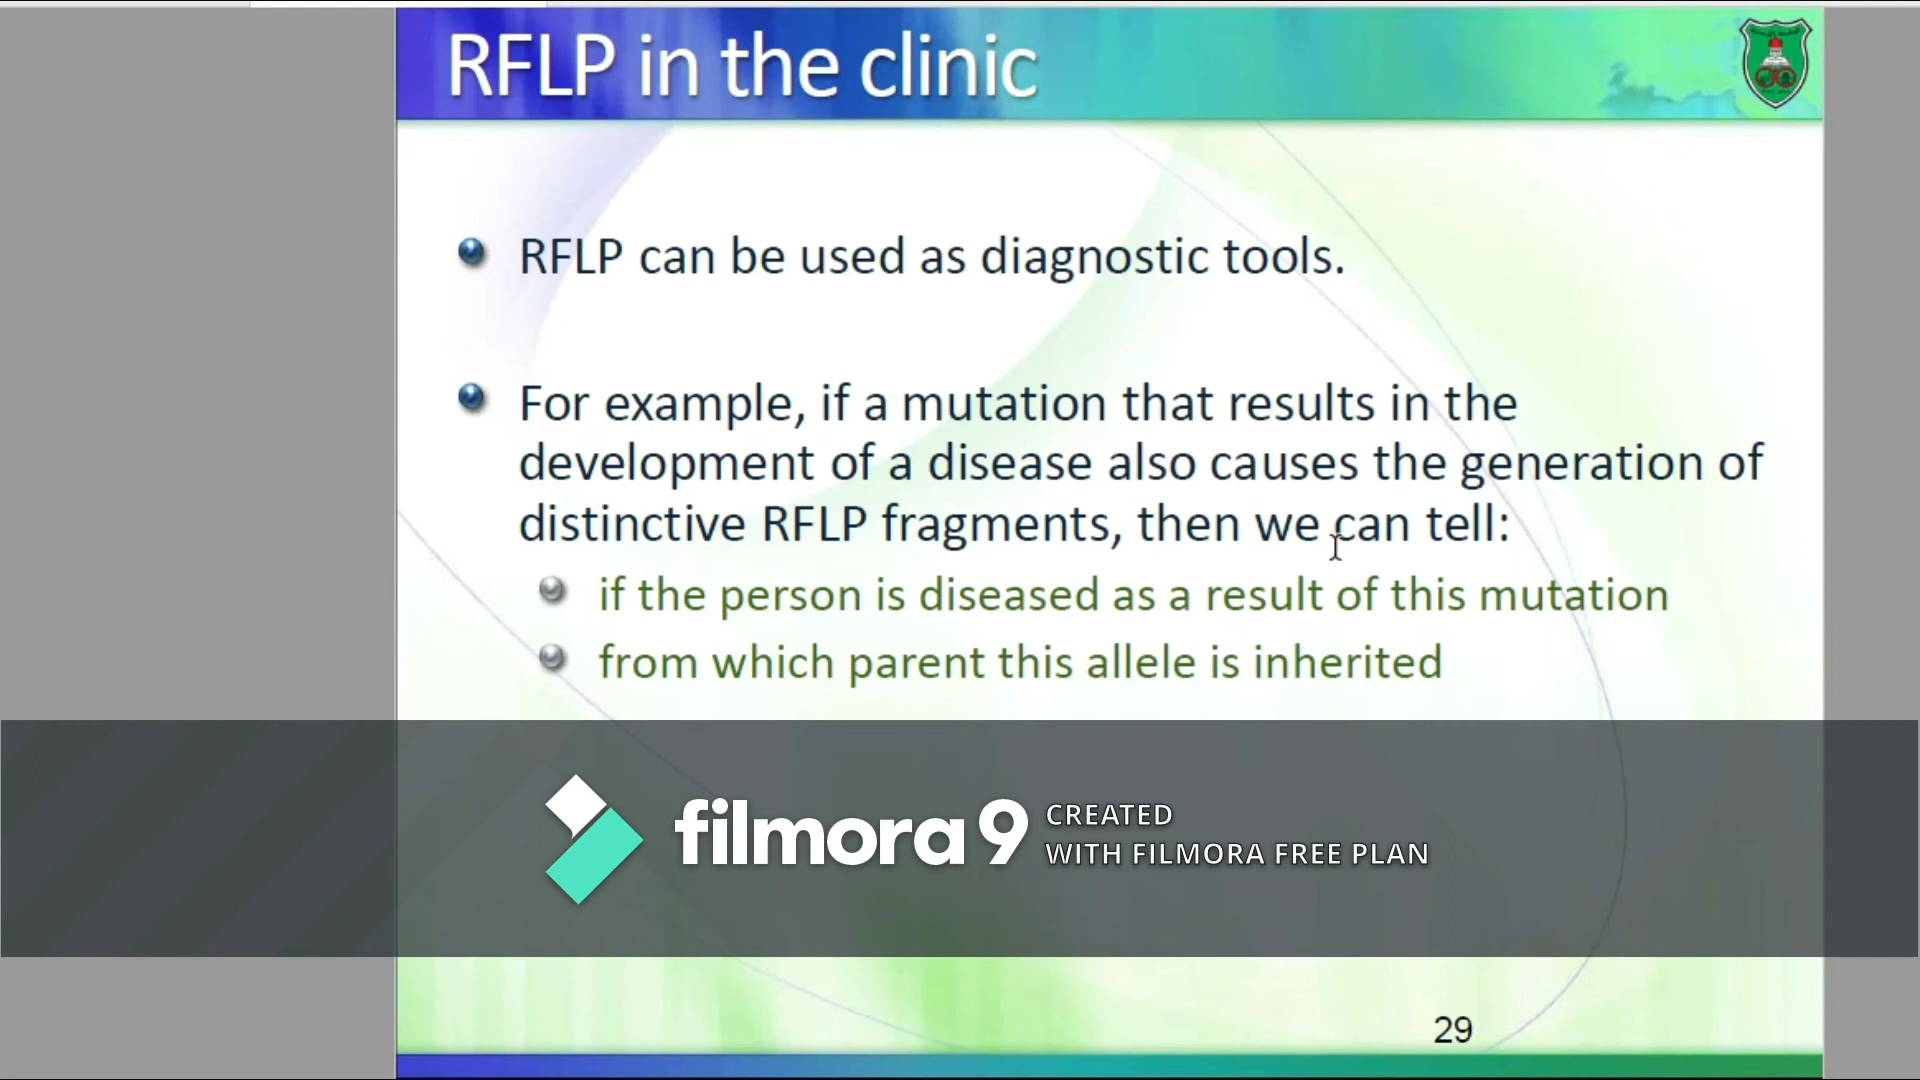 RFLP in the clinic
RFLP can be used as diagnostic tools.
For example, if a mutation that results in the
development of a disease also causes the generation of
distinctive RFLP fragments, then we can tell:
if the person is diseased as a result of this mutation
from which parent this allele is inherited
filmora9 CREATED
WITH FILMORA FREE PLAN
29